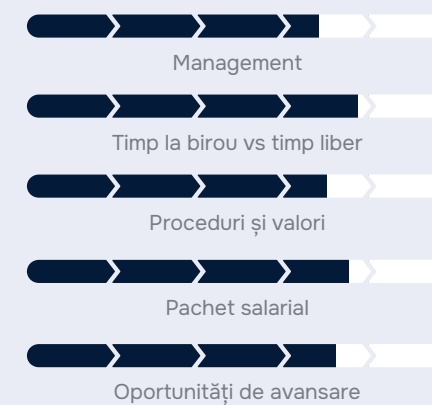 Management
Timp la birou vs timp liber
Proceduri și valori
Pachet salarial
Oportunități de avansare